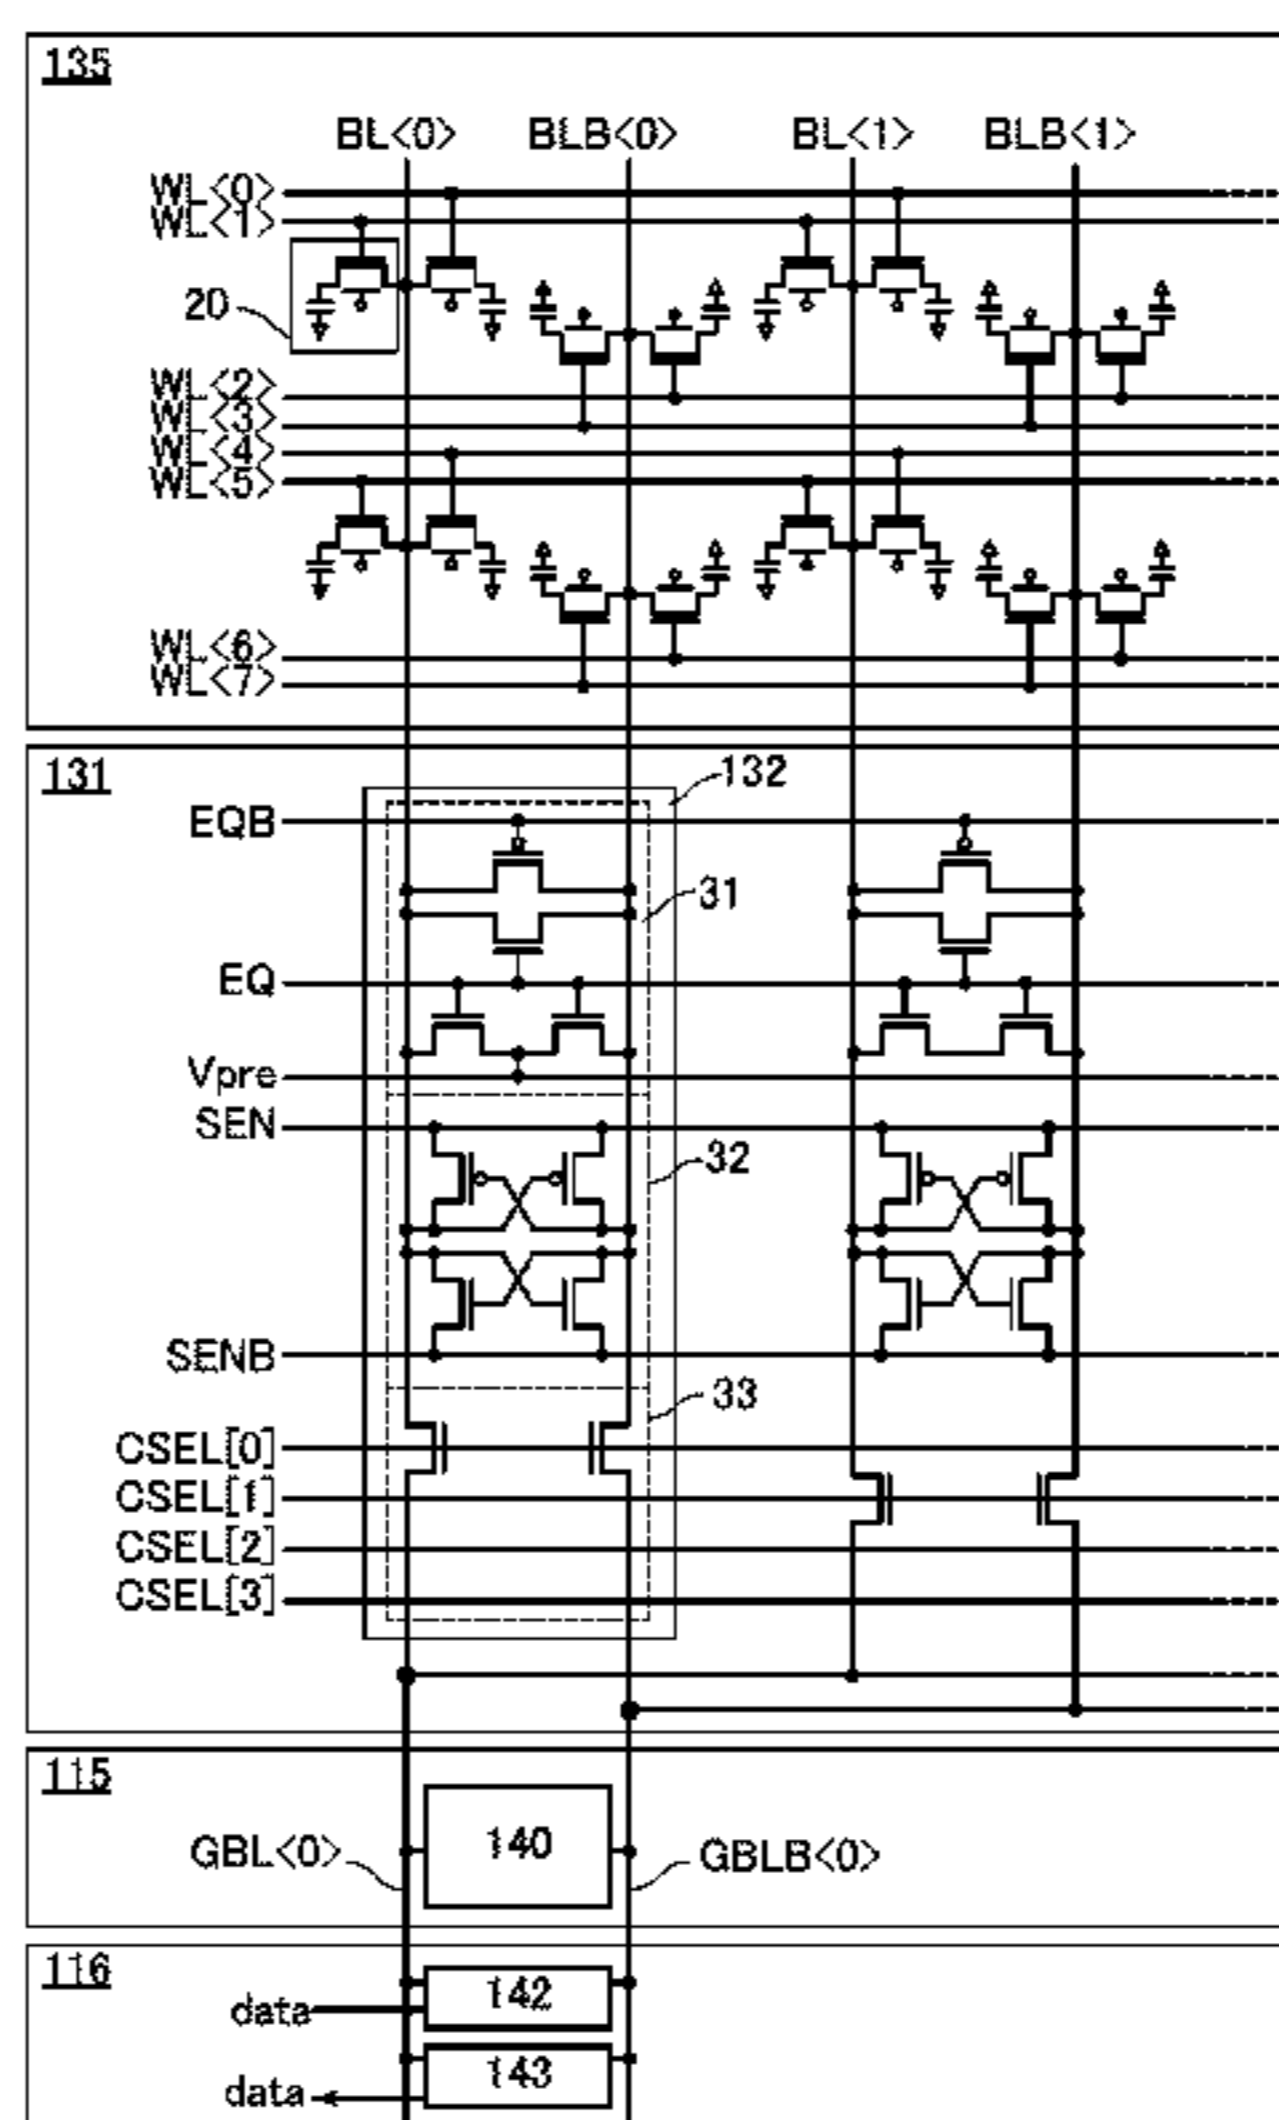 135
BL<0> BLB<0> BL<1> BLB<1>
WL<0>
WL<1>
20
WL<2>
WL<3>
WL<4>
WL<5>
WL<6>
WL<7>
131
132
EQB
31
EQ
Vpre
SEN
32
SENB
33
CSEL[0]
CSEL[1]
CSEL[2]
CSEL[3]
115
140
GBL<0> GBLB<0>
116
142
data
143
data